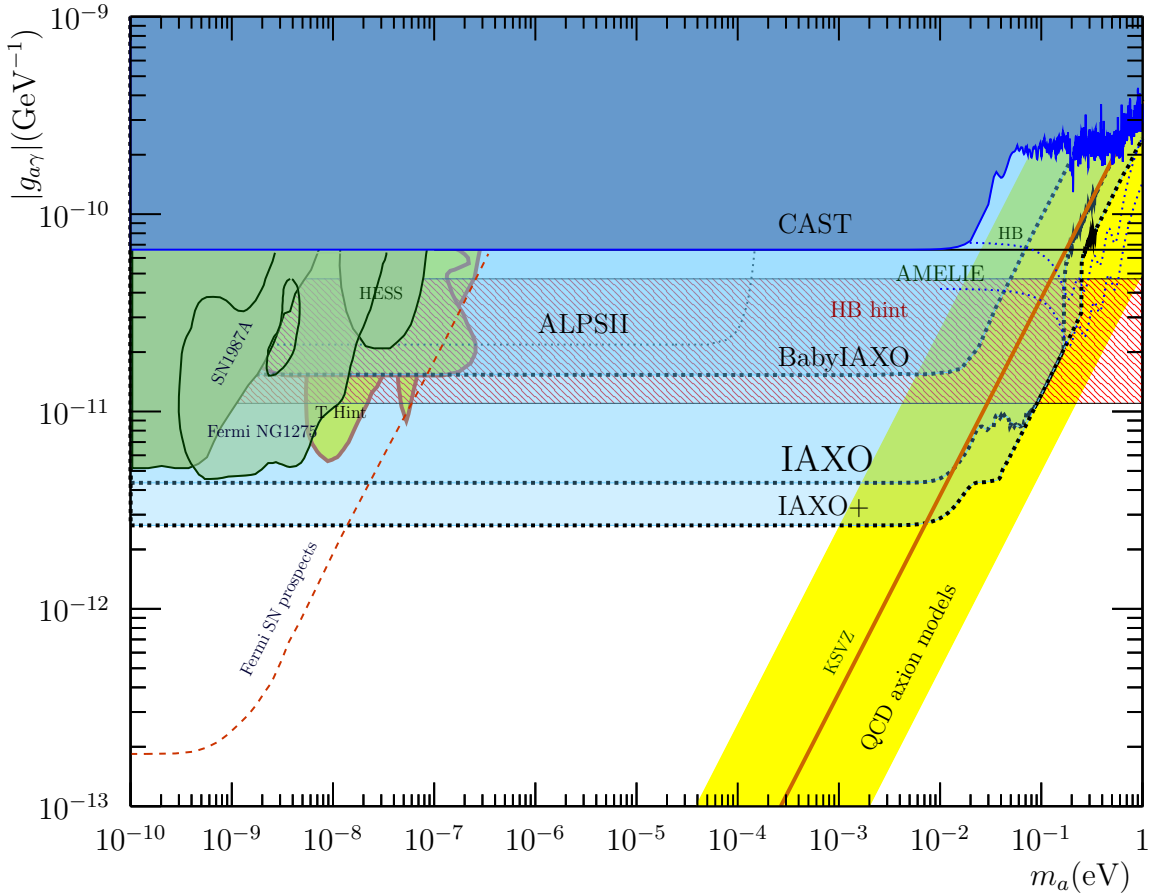 |g_{aγ}|(GeV^{−1})
10^{−9}
10^{−10}
10^{−11}
10^{−12}
10^{−13}
CAST
HB
AMELIE
HESS
HB hint
ALPSII
SN1987A
BabyIAXO
T Hint
Fermi NG1275
IAXO
IAXO+
Fermi SN prospects
KSVZ
QCD axion models
10^{−10} 10^{−9} 10^{−8} 10^{−7} 10^{−6} 10^{−5} 10^{−4} 10^{−3} 10^{−2} 10^{−1} 1
m_a(eV)